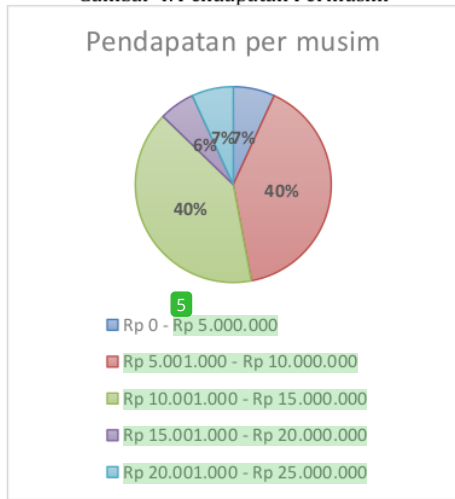 Pendapatan per musim
7%
40%
40%
6%
7%
5
Rp 0 - Rp 5.000.000
Rp 5.001.000 - Rp 10.000.000
Rp 10.001.000 - Rp 15.000.000
Rp 15.001.000 - Rp 20.000.000
Rp 20.001.000 - Rp 25.000.000